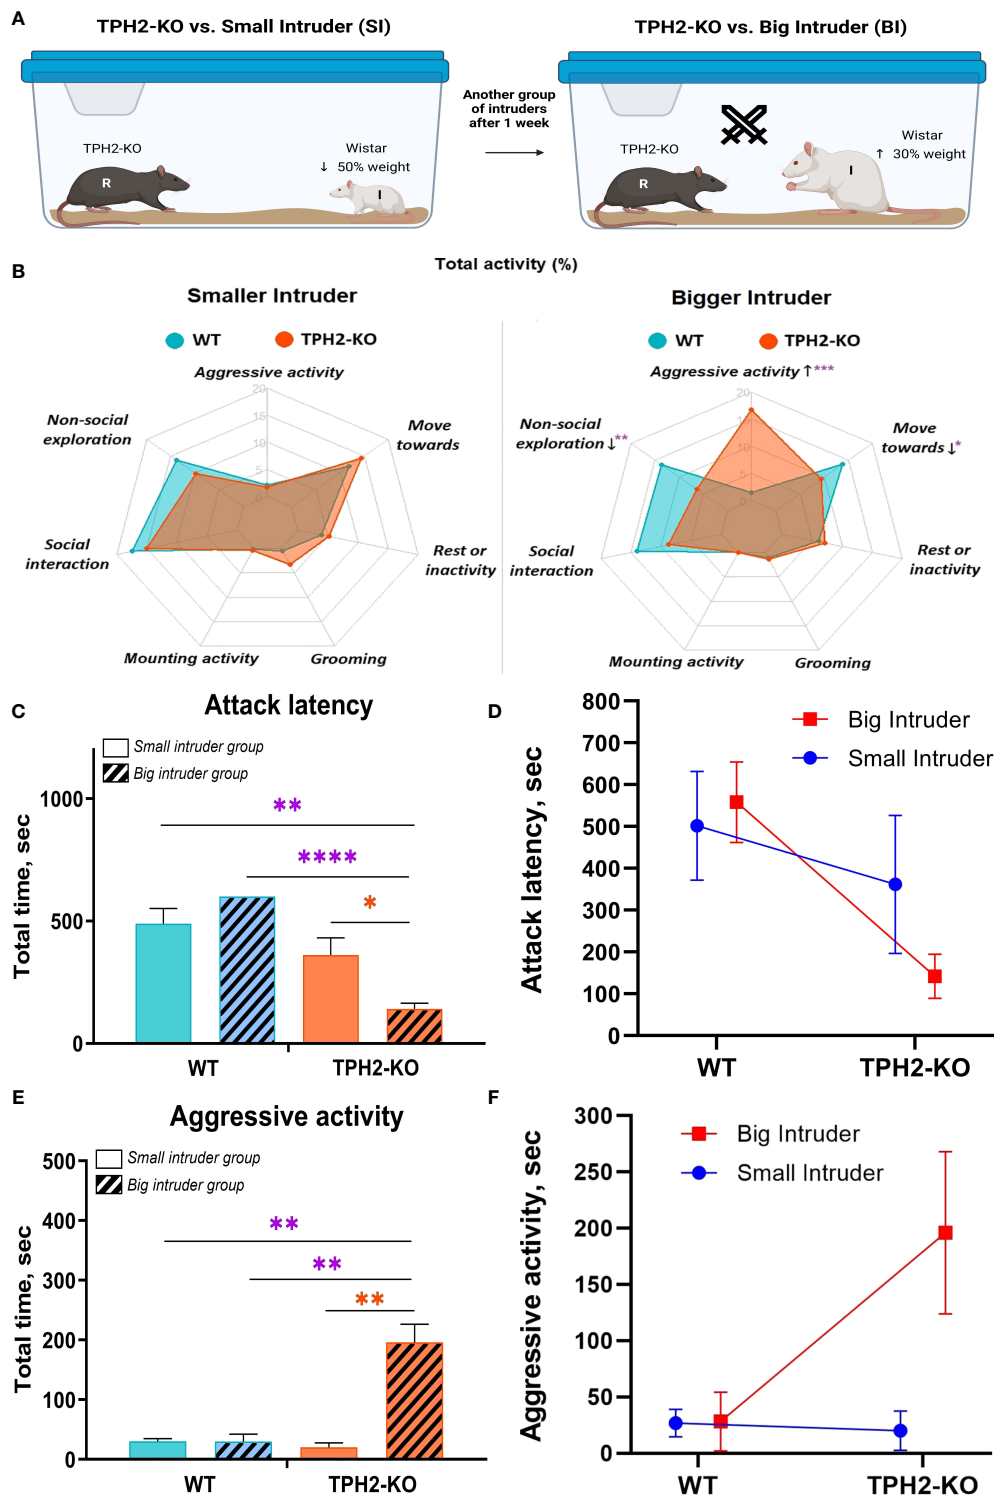 A
TPH2-KO vs. Small Intruder (SI)
TPH2-KO vs. Big Intruder (BI)
Another group
of intruders
after 1 week
TPH2-KO
R
Wistar
↓ 50% weight
I
TPH2-KO
R
Wistar
↑ 30% weight
I
B
Total activity (%)
Smaller Intruder
WT
TPH2-KO
Aggressive activity
Non-social
exploration
Move
towards
20
15
10
5
0
Social
interaction
Rest or
inactivity
Mounting activity
Grooming
Bigger Intruder
WT
TPH2-KO
Aggressive activity ↑***
Non-social
exploration ↓**
Move
towards ↓*
20
15
10
5
0
Social
interaction
Rest or
inactivity
Mounting activity
Grooming
C
Attack latency
Small intruder group
Big intruder group
Total time, sec
1000
500
0
**
****
*
WT
TPH2-KO
D
Attack latency, sec
800
700
600
500
400
300
200
100
0
Big Intruder
Small Intruder
WT
TPH2-KO
E
Aggressive activity
Small intruder group
Big intruder group
Total time, sec
500
400
300
200
100
0
**
**
**
WT
TPH2-KO
F
Aggressive activity, sec
300
250
200
150
100
50
0
Big Intruder
Small Intruder
WT
TPH2-KO